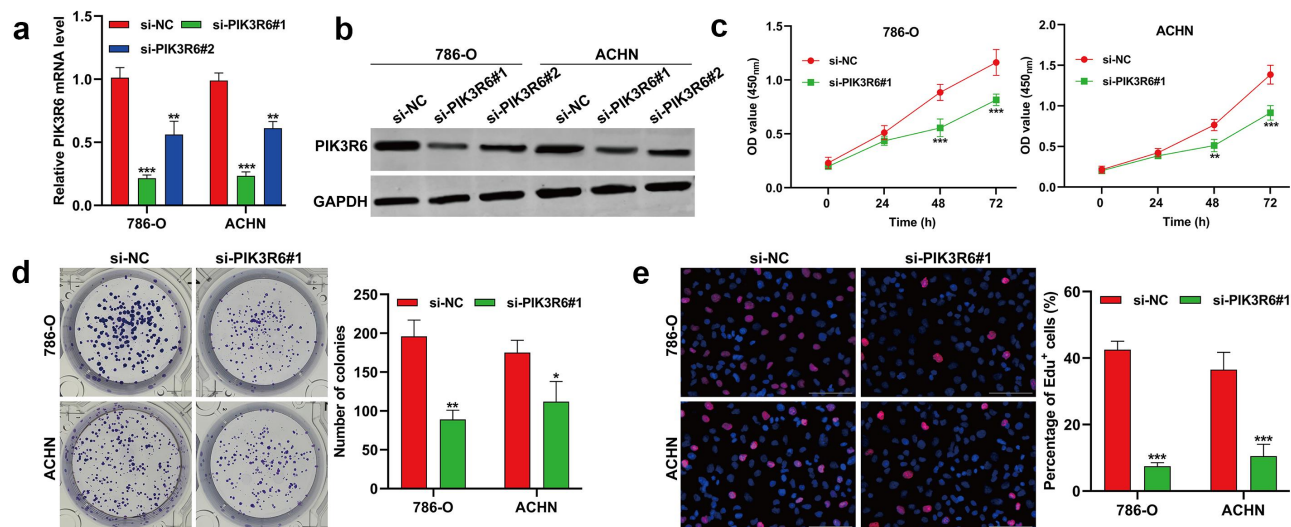 a
si-NC si-PIK3R6#1
si-PIK3R6#2
Relative PIK3R6 mRNA level
1.5
1.0
0.5
0.0
***
**
***
**
786-O ACHN
b
786-O ACHN
si-NC si-PIK3R6#1 si-PIK3R6#2 si-NC si-PIK3R6#1 si-PIK3R6#2
PIK3R6
GAPDH
c
786-O
si-NC
si-PIK3R6#1
OD value (450nm)
1.5
1.0
0.5
0.0
***
***
0 24 48 72
Time (h)
ACHN
si-NC
si-PIK3R6#1
OD value (450nm)
2.0
1.5
1.0
0.5
0.0
**
***
0 24 48 72
Time (h)
d
si-NC si-PIK3R6#1
786-O
ACHN
si-NC si-PIK3R6#1
Number of colonies
250
200
150
100
50
0
**
*
786-O ACHN
e
si-NC si-PIK3R6#1
786-O
ACHN
si-NC si-PIK3R6#1
Percentage of Edu+ cells (%)
60
40
20
0
***
***
786-O ACHN